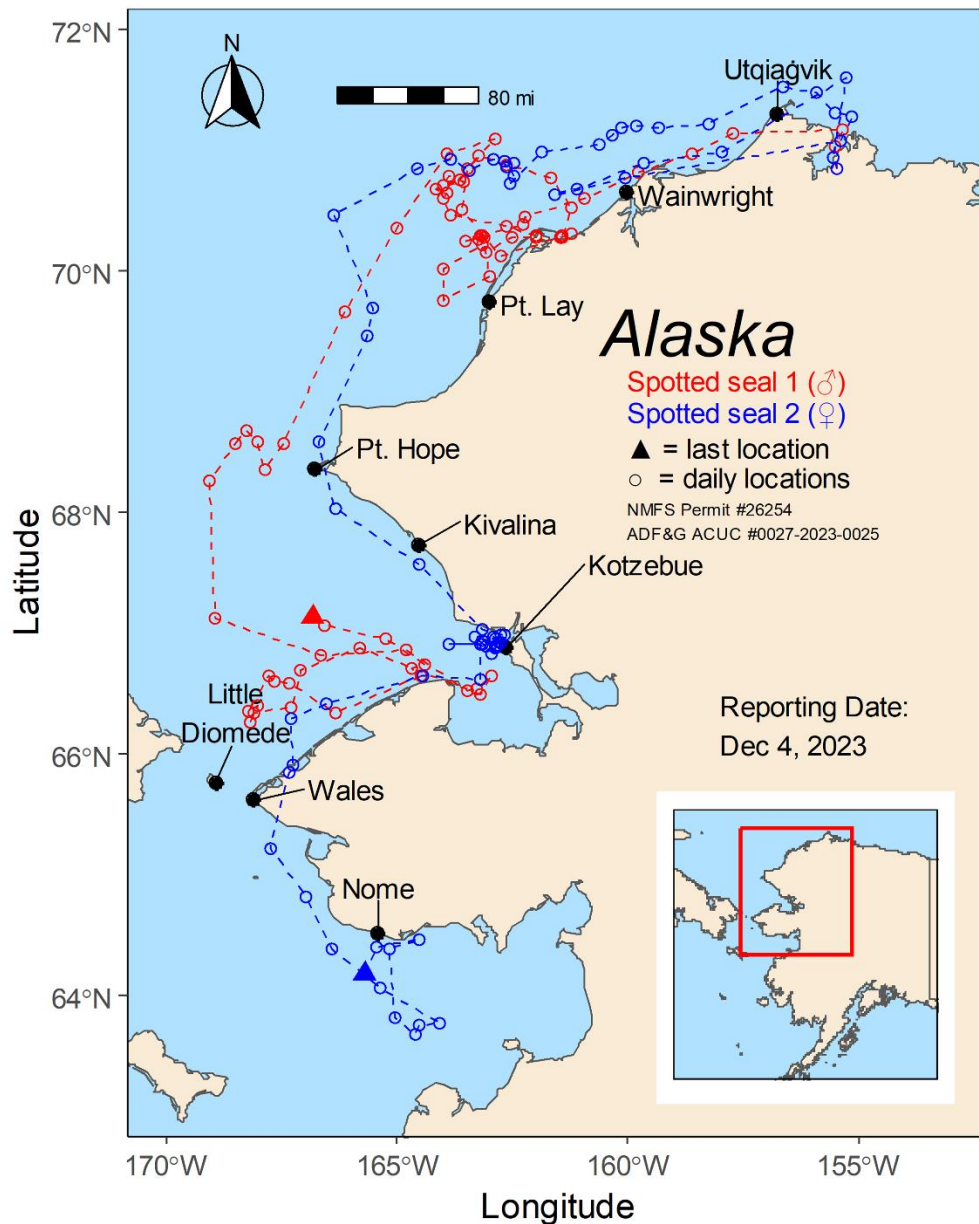 72°N
N
80 mi
Utqiaġvik
Wainwright
70°N
Pt. Lay
Alaska
Spotted seal 1 (♂)
Spotted seal 2 (♀)
▲ = last location
○ = daily locations
NMFS Permit #26254
ADF&G ACUC #0027-2023-0025
Pt. Hope
68°N
Kivalina
Kotzebue
Latitude
Little
Diomede
66°N
Wales
Reporting Date:
Dec 4, 2023
Nome
64°N
170°W
165°W
160°W
155°W
Longitude